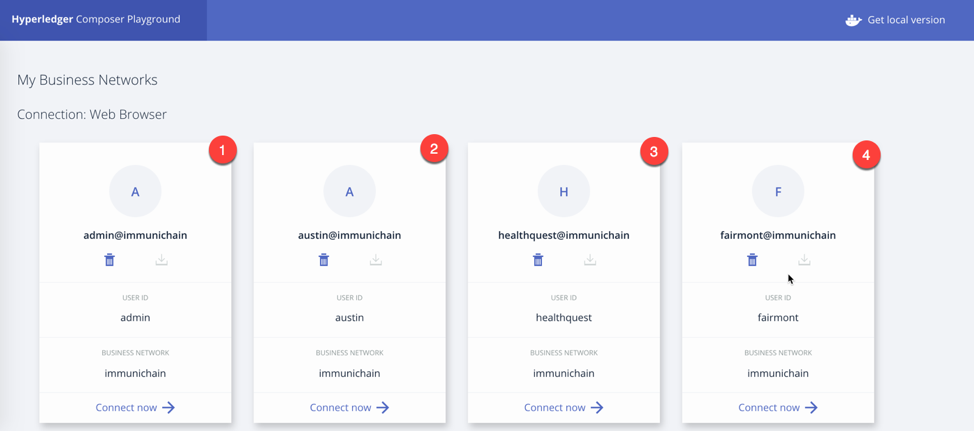 Hyperledger Composer Playground
Get local version
My Business Networks
Connection: Web Browser
1
2
3
4
A
A
H
F
admin@immunichain
austin@immunichain
healthquest@immunichain
fairmont@immunichain
USER ID
USER ID
USER ID
USER ID
admin
austin
healthquest
fairmont
BUSINESS NETWORK
BUSINESS NETWORK
BUSINESS NETWORK
BUSINESS NETWORK
immunichain
immunichain
immunichain
immunichain
Connect now
Connect now
Connect now
Connect now